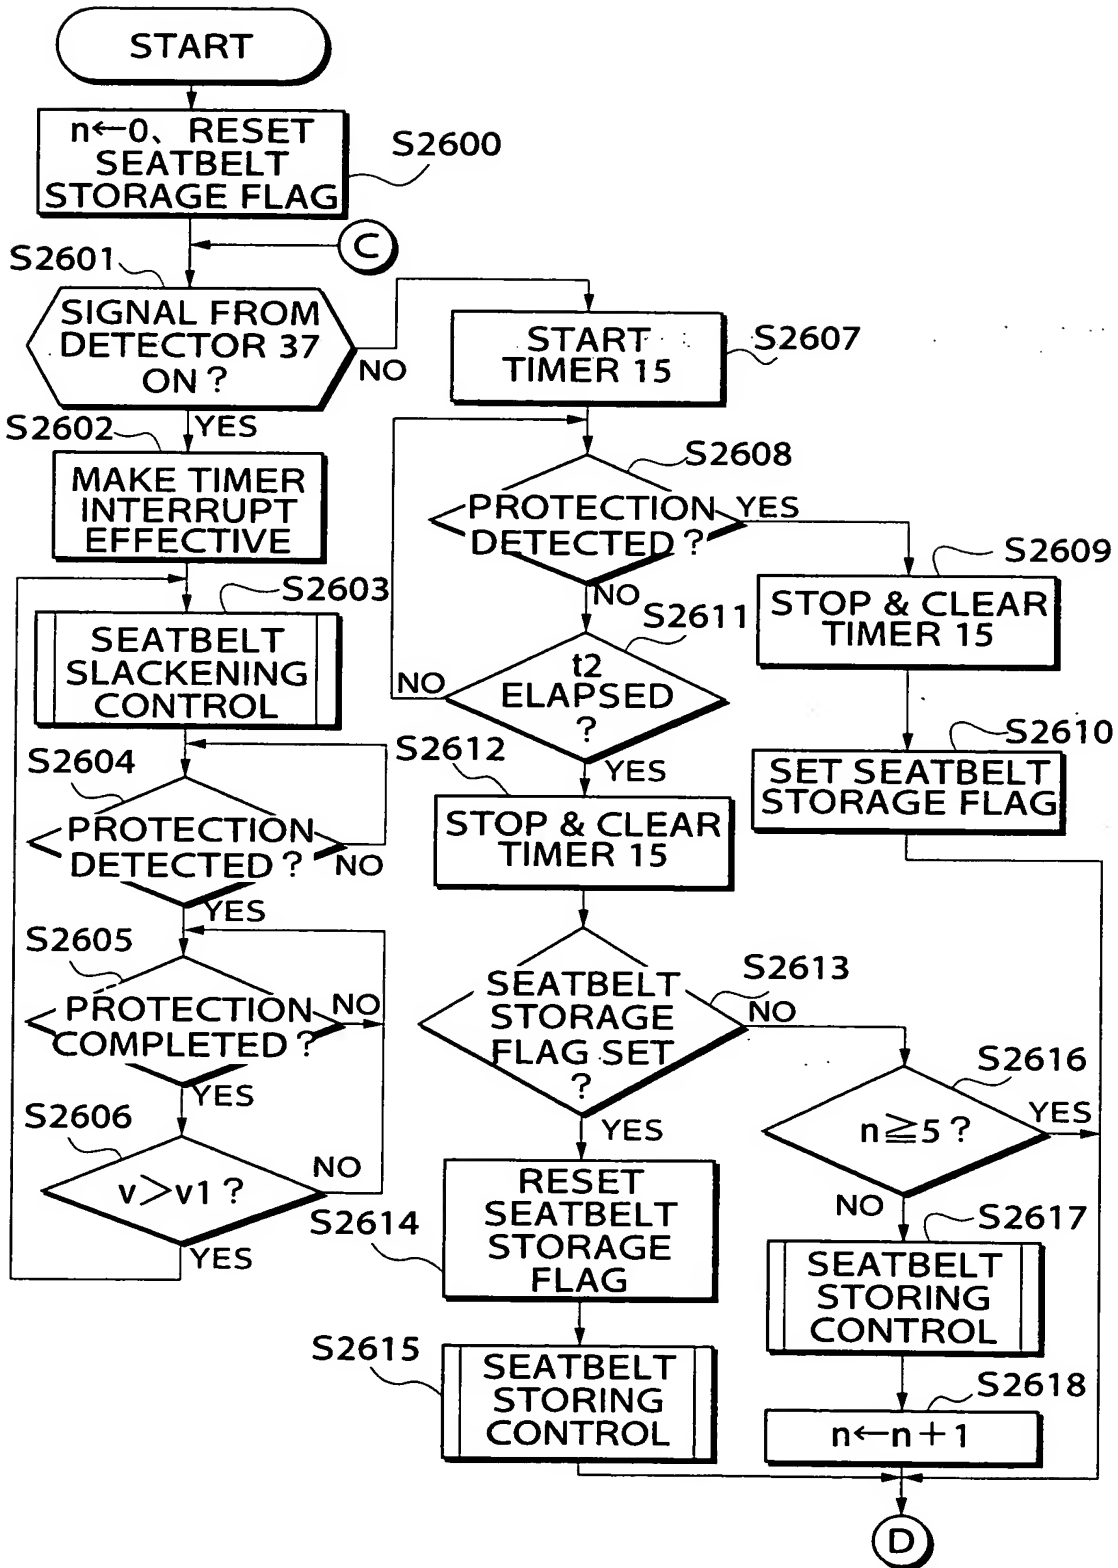 START
n←0、RESET
SEATBELT
STORAGE FLAG
S2600
C
S2601
SIGNAL FROM
DETECTOR 37
ON?
NO
YES
S2602
MAKE TIMER
INTERRUPT
EFFECTIVE
S2603
SEATBELT
SLACKENING
CONTROL
S2604
PROTECTION
DETECTED?
NO
YES
S2605
PROTECTION
COMPLETED?
NO
YES
S2606
v>v1?
NO
YES
START
TIMER 15
S2607
S2608
PROTECTION
DETECTED?
YES
NO
S2609
STOP & CLEAR
TIMER 15
S2610
SET SEATBELT
STORAGE FLAG
S2611
t2
ELAPSED
?
NO
YES
S2612
STOP & CLEAR
TIMER 15
S2613
SEATBELT
STORAGE
FLAG SET
?
NO
YES
S2614
RESET
SEATBELT
STORAGE
FLAG
S2615
SEATBELT
STORING
CONTROL
S2616
n≧5?
YES
NO
S2617
SEATBELT
STORING
CONTROL
S2618
n←n+1
D